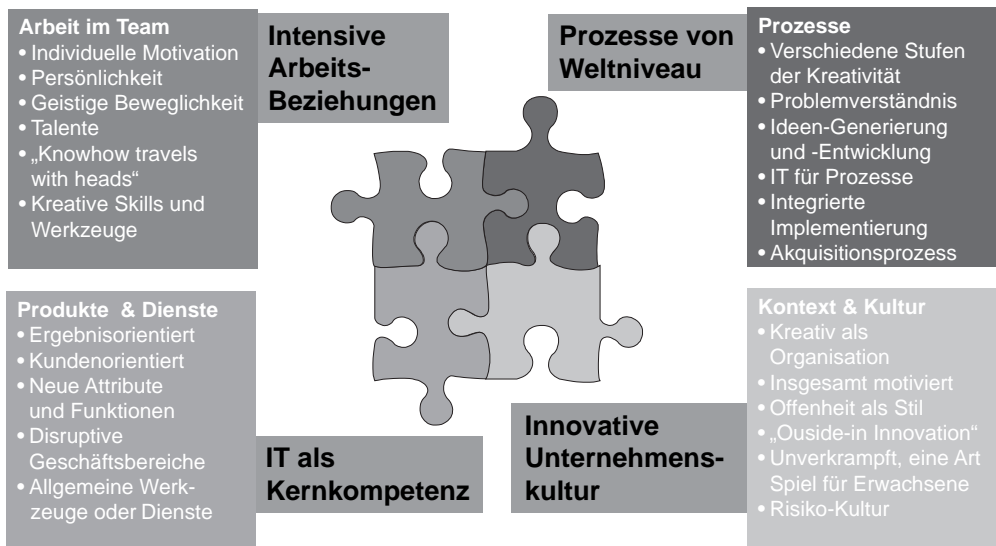 Arbeit im Team
• Individuelle Motivation
• Persönlichkeit
• Geistige Beweglichkeit
• Talente
• „Knowhow travels
with heads“
• Kreative Skills und
Werkzeuge
Intensive
Arbeits-
Beziehungen
Prozesse von
Weltniveau
Prozesse
• Verschiedene Stufen
der Kreativität
• Problemverständnis
• Ideen-Generierung
und -Entwicklung
• IT für Prozesse
• Integrierte
Implementierung
• Akquisitionsprozess
Produkte & Dienste
• Ergebnisorientiert
• Kundenorientiert
• Neue Attribute
und Funktionen
• Disruptive
Geschäftsbereiche
• Allgemeine Werk-
zeuge oder Dienste
IT als
Kernkompetenz
Innovative
Unternehmens-
kultur
Kontext & Kultur
• Kreativ als
Organisation
• Insgesamt motiviert
• Offenheit als Stil
• „Ouside-in Innovation“
• Unverkrampft, eine Art
Spiel für Erwachsene
• Risiko-Kultur